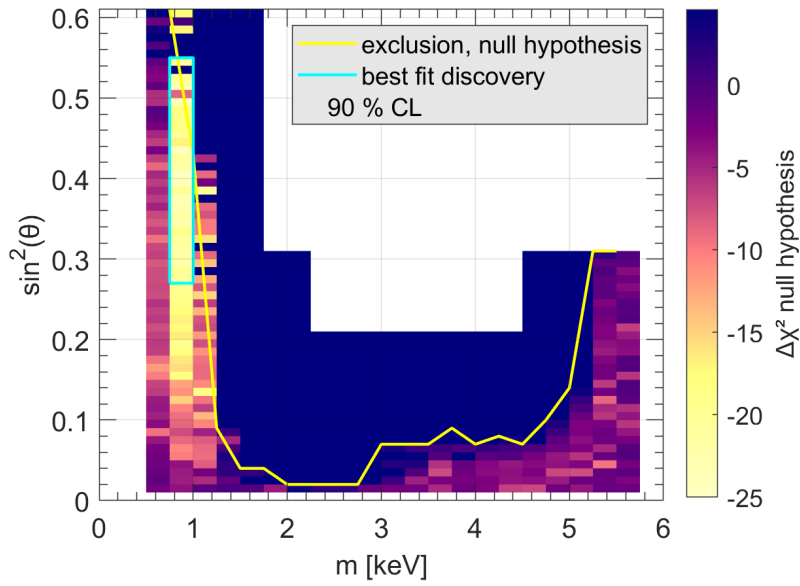 exclusion, null hypothesis
best fit discovery
90 % CL
0.6
0.5
0.4
0.3
0.2
0.1
0
sin²(θ)
0 1 2 3 4 5 6
m [keV]
0
-5
-10
-15
-20
-25
Δχ² null hypothesis